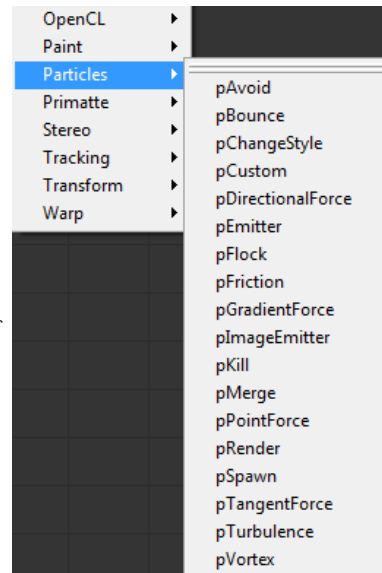 OpenCL
Paint
Particles
Primatte
Stereo
Tracking
Transform
Warp
pAvoid
pBounce
pChangeStyle
pCustom
pDirectionalForce
pEmitter
pFlock
pFriction
pGradientForce
pImageEmitter
pKill
pMerge
pPointForce
pRender
pSpawn
pTangentForce
pTurbulence
pVortex